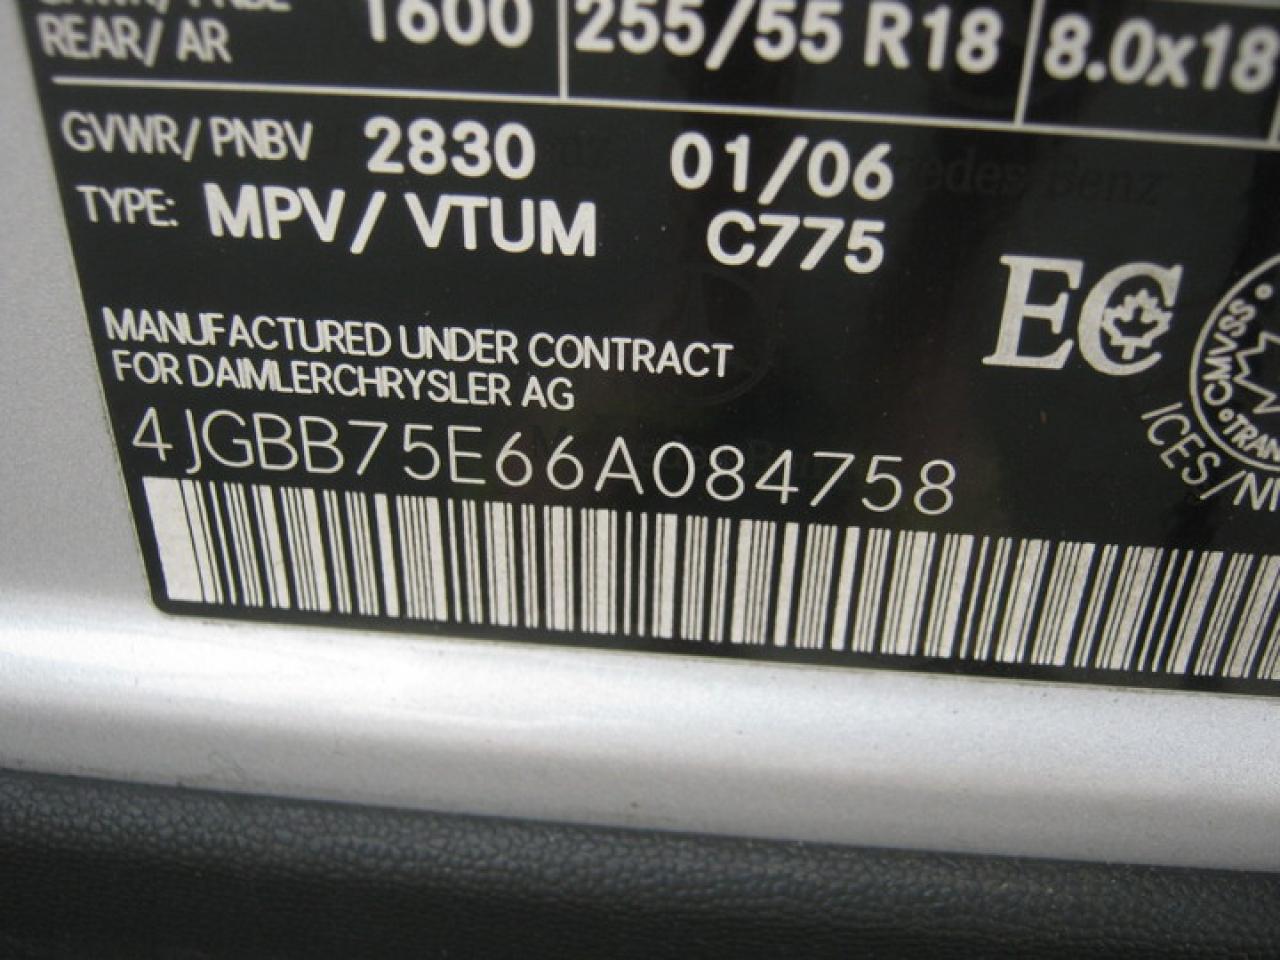 REAR/ AR 1600 255/55 R18 8.0x18
GVWR/ PNBV 2830 01/06
TYPE: MPV/ VTUM C775
MANUFACTURED UNDER CONTRACT
FOR DAIMLERCHRYSLER AG
4JGBB75E66A084758
EC
CMVSS